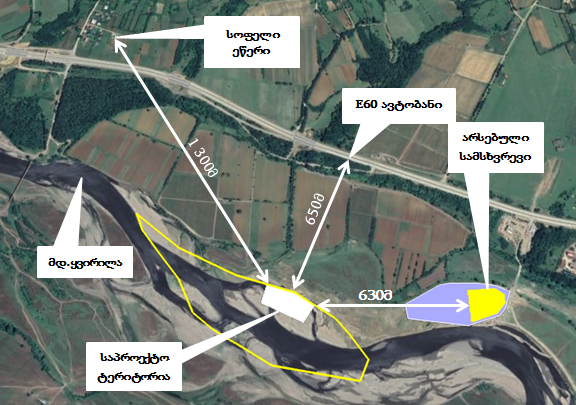 სოფელი
ეწერი
E60 ავტობანი
არსებული
სამსხვრევი
1 300მ
650მ
მდ.ყვირილა
630მ
საპროექტო
ტერიტორია